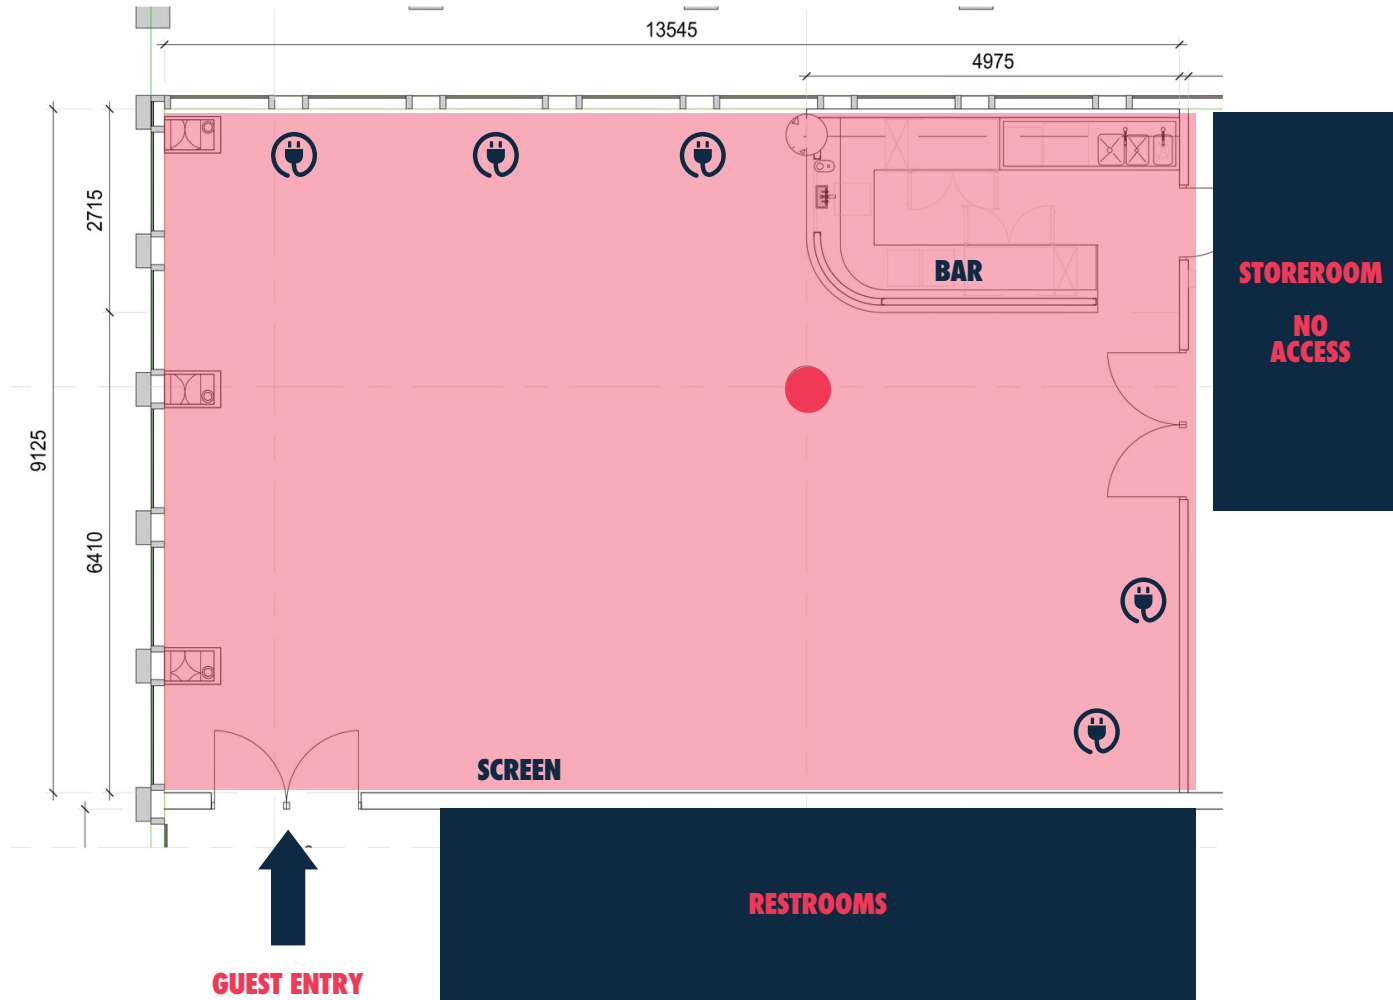 13545
4975
2715
BAR
STOREROOM
NO
ACCESS
9125
6410
SCREEN
RESTROOMS
GUEST ENTRY